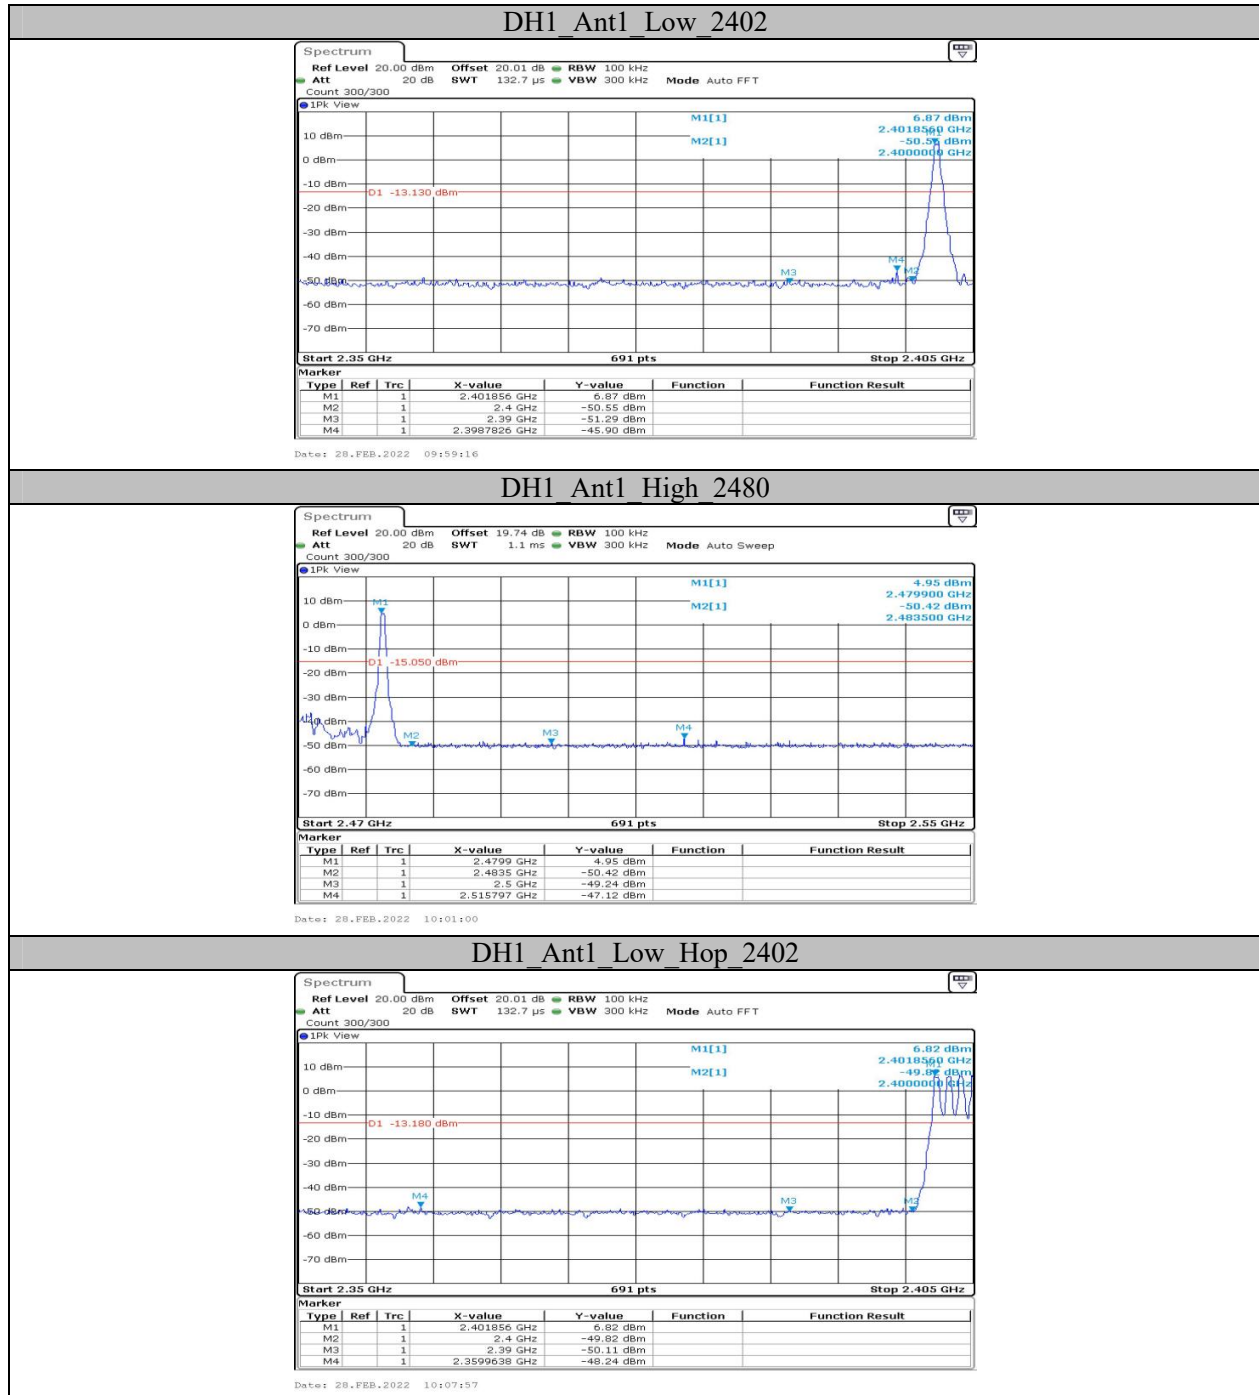 DH1_Ant1_Low_2402
Spectrum
Ref Level 20.00 dBm Offset 20.01 dB RBW 100 kHz
Att 20 dB SWT 132.7 µs VBW 300 kHz Mode Auto FFT
Count 300/300
1Pk View
M1[1] 6.87 dBm
2.4018560 GHz
M2[1] -50.55 dBm
2.4000000 GHz
M1
10 dBm
0 dBm
-10 dBm
D1 -13.130 dBm
-20 dBm
-30 dBm
-40 dBm
M4
M3
M2
-50 dBm
-60 dBm
-70 dBm
Start 2.35 GHz 691 pts Stop 2.405 GHz
Marker
Type Ref Trc X-value Y-value Function Function Result
M1 1 2.401856 GHz 6.87 dBm
M2 1 2.4 GHz -50.55 dBm
M3 1 2.39 GHz -51.29 dBm
M4 1 2.3987826 GHz -45.90 dBm
Date: 28.FEB.2022 09:59:16
DH1_Ant1_High_2480
Spectrum
Ref Level 20.00 dBm Offset 19.74 dB RBW 100 kHz
Att 20 dB SWT 1.1 ms VBW 300 kHz Mode Auto Sweep
Count 300/300
1Pk View
M1[1] 4.95 dBm
2.479900 GHz
M2[1] -50.42 dBm
2.483500 GHz
10 dBm
M1
0 dBm
-10 dBm
D1 -15.050 dBm
-20 dBm
-30 dBm
-40 dBm
M2
M3
M4
-50 dBm
-60 dBm
-70 dBm
Start 2.47 GHz 691 pts Stop 2.55 GHz
Marker
Type Ref Trc X-value Y-value Function Function Result
M1 1 2.4799 GHz 4.95 dBm
M2 1 2.4835 GHz -50.42 dBm
M3 1 2.5 GHz -49.24 dBm
M4 1 2.515797 GHz -47.12 dBm
Date: 28.FEB.2022 10:01:00
DH1_Ant1_Low_Hop_2402
Spectrum
Ref Level 20.00 dBm Offset 20.01 dB RBW 100 kHz
Att 20 dB SWT 132.7 µs VBW 300 kHz Mode Auto FFT
Count 300/300
1Pk View
M1[1] 6.82 dBm
2.4018560 GHz
M2[1] -49.82 dBm
2.4000000 GHz
M1
10 dBm
0 dBm
-10 dBm
D1 -13.180 dBm
-20 dBm
-30 dBm
-40 dBm
M4
M3
M2
-50 dBm
-60 dBm
-70 dBm
Start 2.35 GHz 691 pts Stop 2.405 GHz
Marker
Type Ref Trc X-value Y-value Function Function Result
M1 1 2.401856 GHz 6.82 dBm
M2 1 2.4 GHz -49.82 dBm
M3 1 2.39 GHz -50.11 dBm
M4 1 2.3599638 GHz -48.24 dBm
Date: 28.FEB.2022 10:07:57